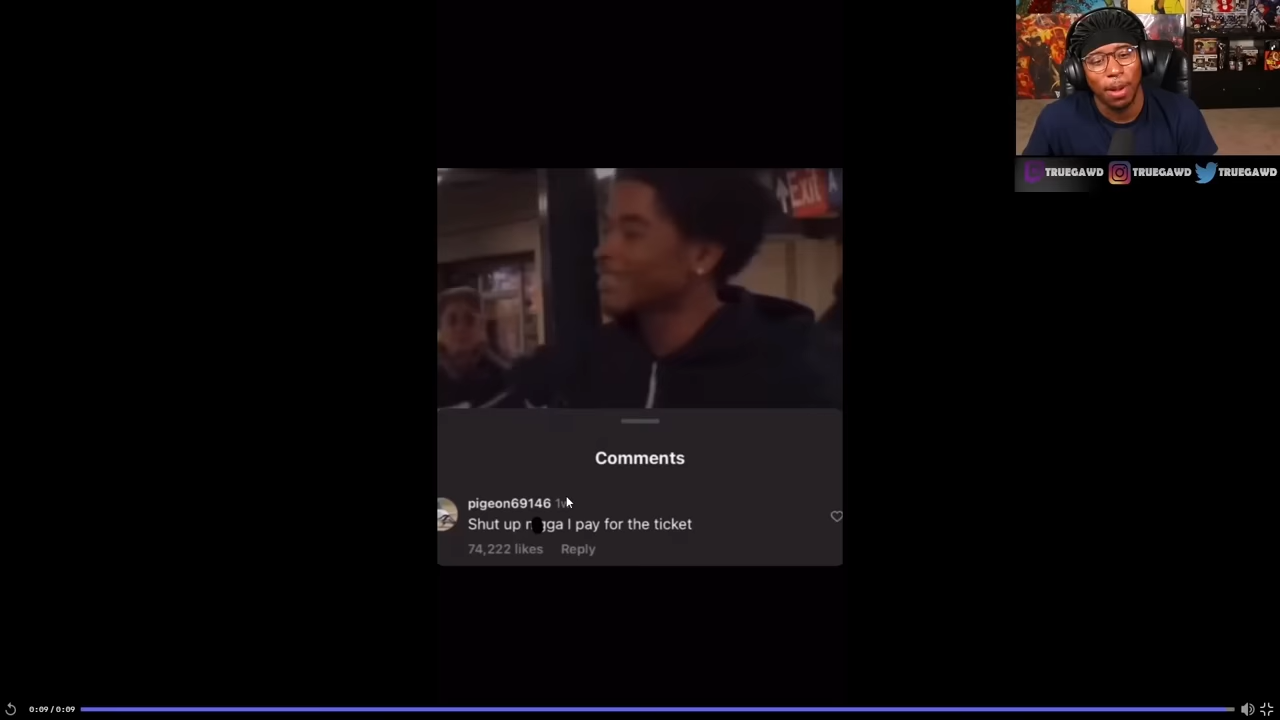 TRUEGAWD TRUEGAWD TRUEGAWD
EXIT
Comments
pigeon69146
Shut up n gga I pay for the ticket
74,222 likes Reply
0:09 / 0:09